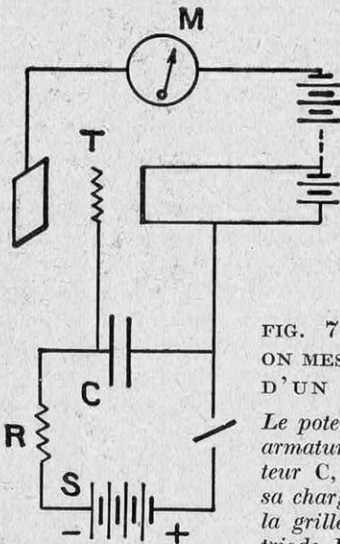 M
T
C
R
S
- +
FIG. 7
ON MES
D'UN
Le pote
armatur
teur C,
sa charg
la grille